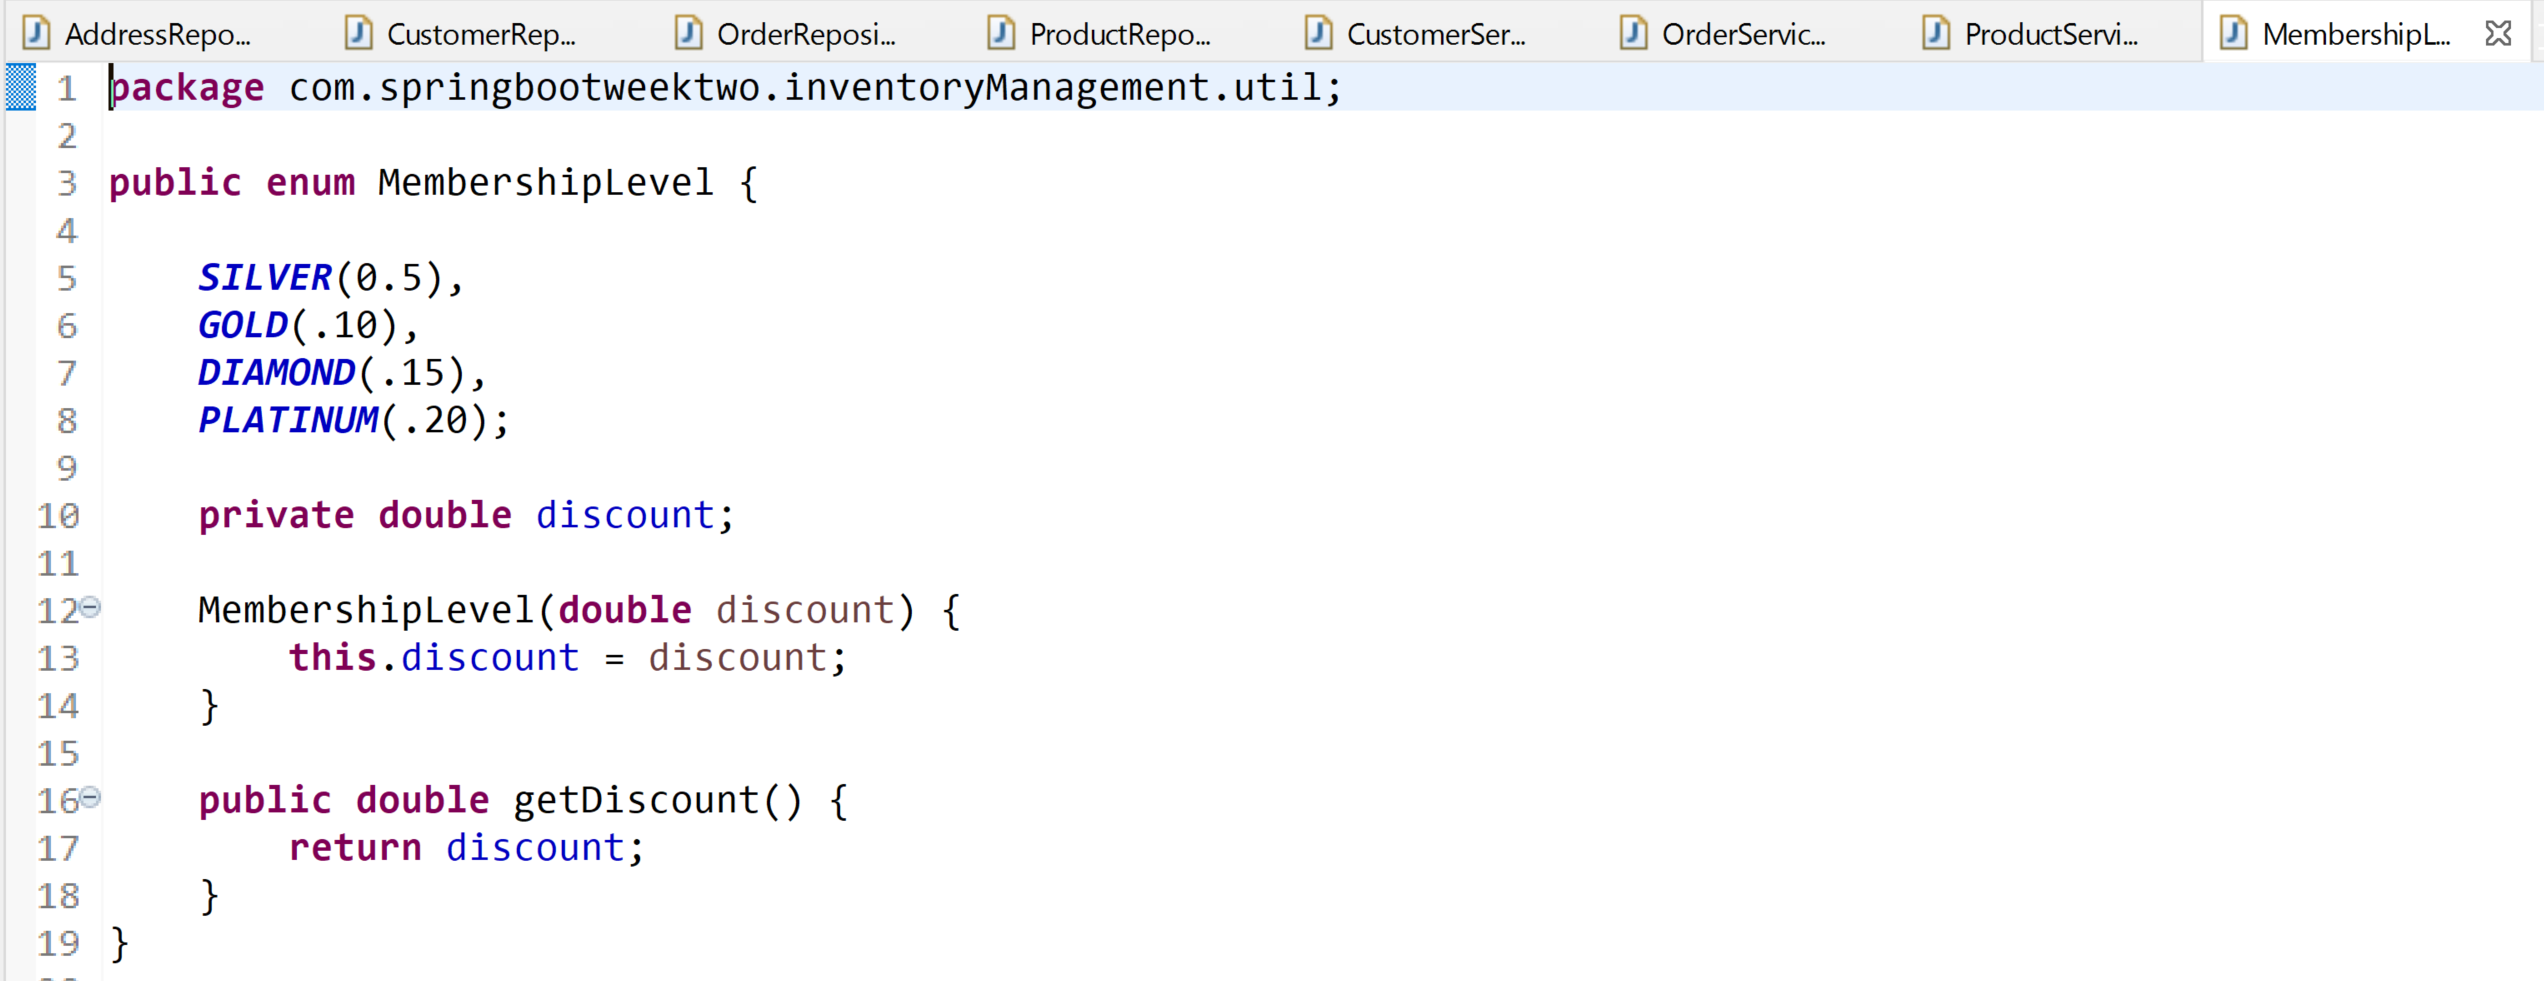 AddressRepo... CustomerRep... OrderReposi... ProductRepo... CustomerSer... OrderServic... ProductServi... MembershipL...
1 package com.springbootweektwo.inventoryManagement.util;
2
3 public enum MembershipLevel {
4
5 SILVER(0.5),
6 GOLD(.10),
7 DIAMOND(.15),
8 PLATINUM(.20);
9
10 private double discount;
11
12 MembershipLevel(double discount) {
13 this.discount = discount;
14 }
15
16 public double getDiscount() {
17 return discount;
18 }
19 }